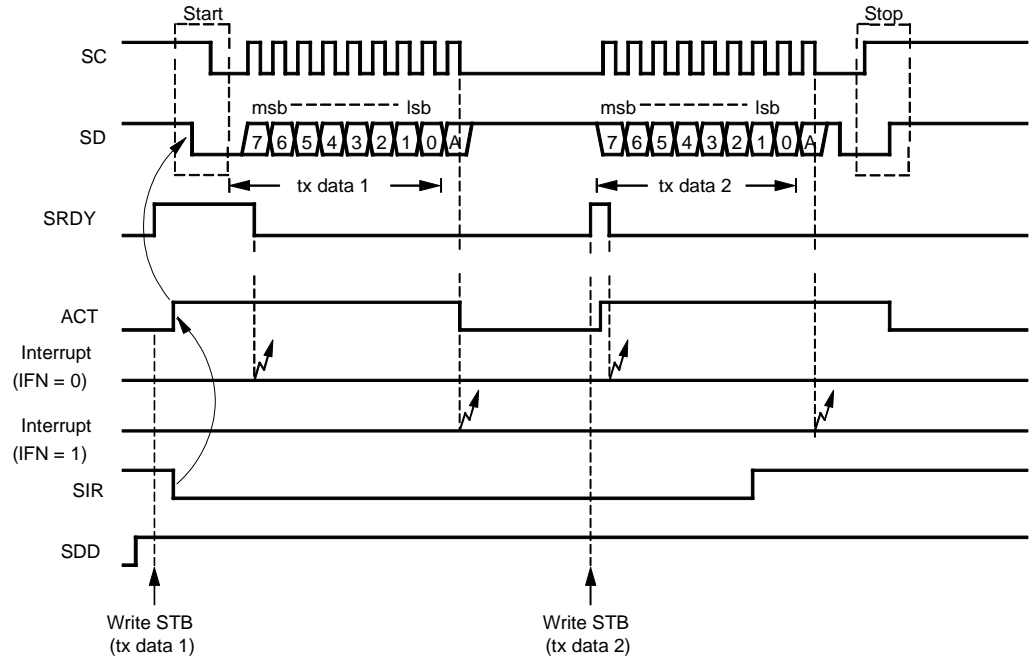 Start Stop
SC
msb lsb msb lsb
SD 7 6 5 4 3 2 1 0 A 7 6 5 4 3 2 1 0 A
tx data 1 tx data 2
SRDY
ACT
Interrupt
(IFN = 0)
Interrupt
(IFN = 1)
SIR
SDD
Write STB Write STB
(tx data 1) (tx data 2)